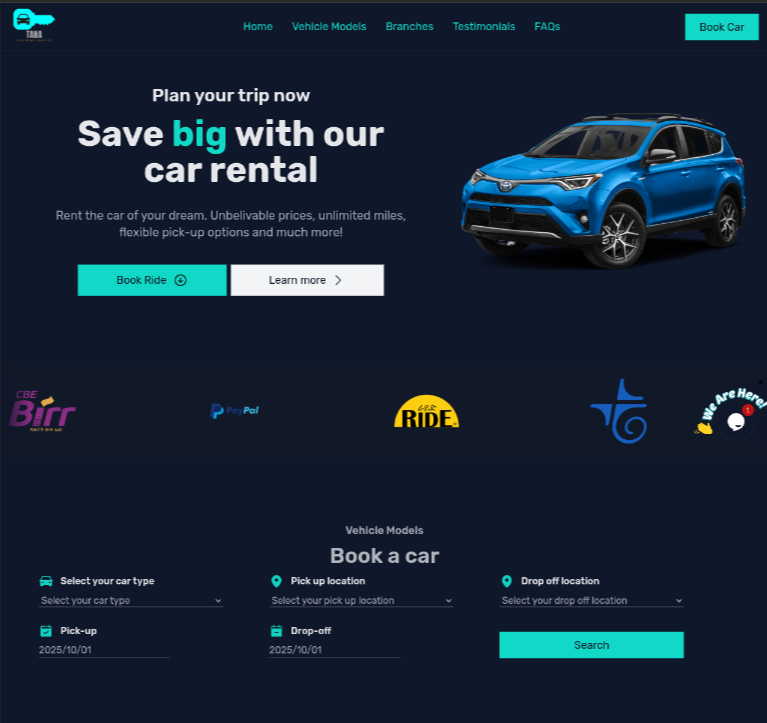 TANA
Home
Vehicle Models
Branches
Testimonials
FAQs
Book Car
Plan your trip now
Save big with our
car rental
Rent the car of your dream. Unbelivable prices, unlimited miles,
flexible pick-up options and much more!
Book Ride
Learn more
CBE
Birr
PayPal
RIDE
We Are Here!
1
Vehicle Models
Book a car
Select your car type
Select your car type
Pick up location
Select your pick up location
Drop off location
Select your drop off location
Pick-up
2025/10/01
Drop-off
2025/10/01
Search